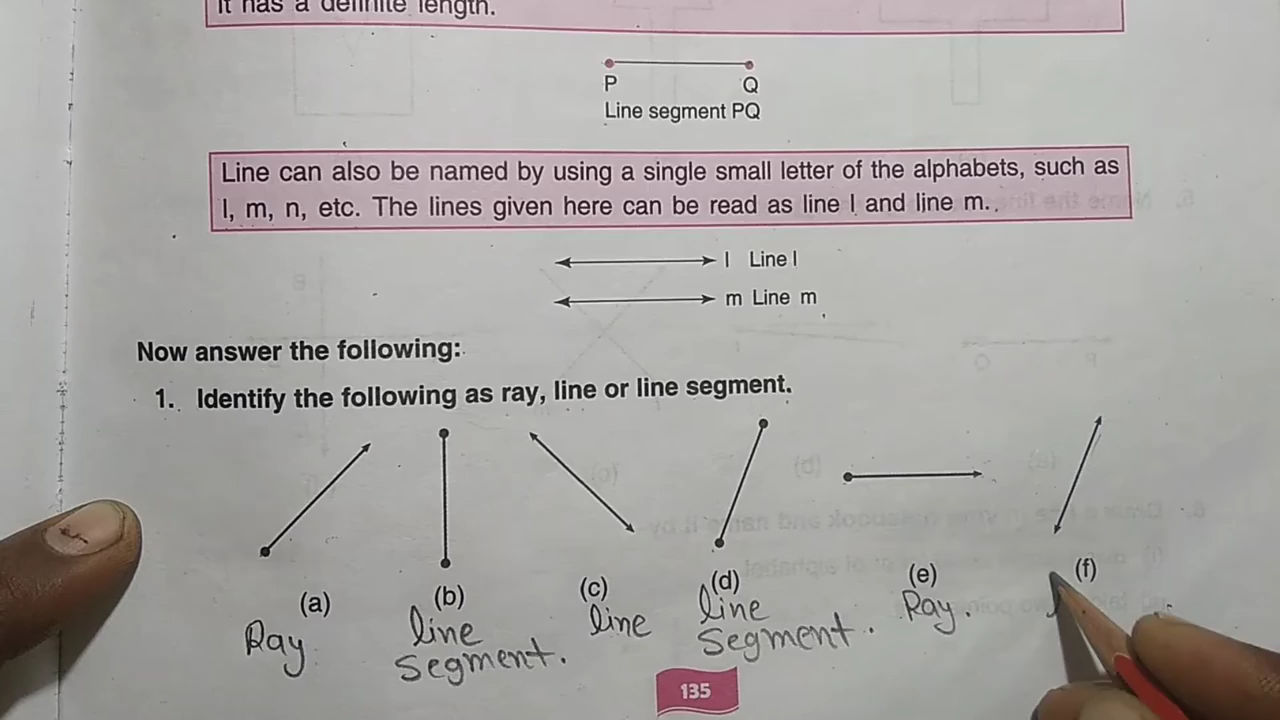 It has a definite length.
P Q
Line segment PQ
Line can also be named by using a single small letter of the alphabets, such as
l, m, n, etc. The lines given here can be read as line l and line m.
l Line l
m Line m
Now answer the following:
1. Identify the following as ray, line or line segment.
(a) (b) (c) (d) (e) (f)
Ray line segment. line line segment. Ray.
135